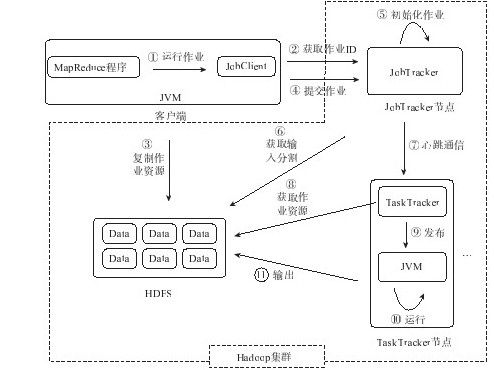 ⑤ 初始化作业
② 获取作业ID
MapReduce程序
① 运行作业
JobClient
JobTracker
④ 提交作业
JVM
JobTracker节点
客户端
③
复制作
业资源
⑥
获取输
入分割
⑦ 心跳通信
⑧
获取作
业资源
TaskTracker
Data Data Data
⑨ 发布
Data Data Data
⑪ 输出
JVM
...
HDFS
⑩ 运行
TaskTracker节点
Hadoop集群